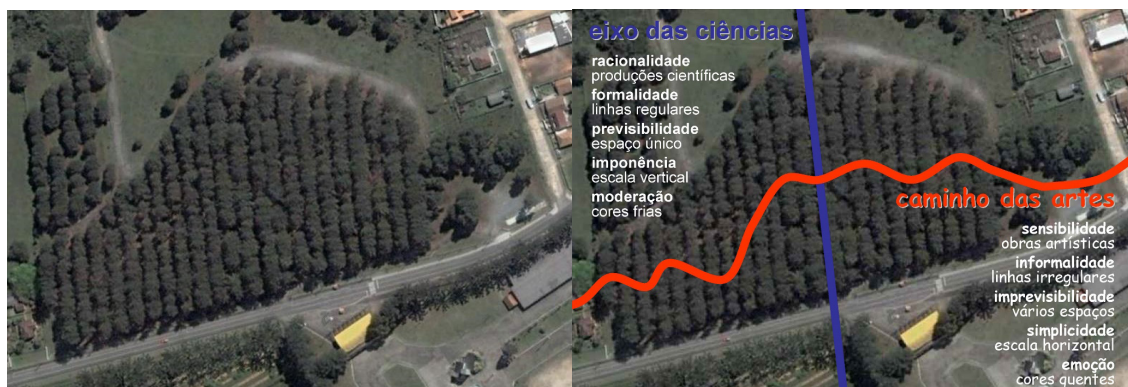 eixo das ciências
racionalidade
produções científicas
formalidade
linhas regulares
previsibilidade
espaço único
imponência
escala vertical
moderação
cores frias
caminho das artes
sensibilidade
obras artísticas
informalidade
linhas irregulares
imprevisibilidade
vários espaços
simplicidade
escala horizontal
emoção
cores quentes